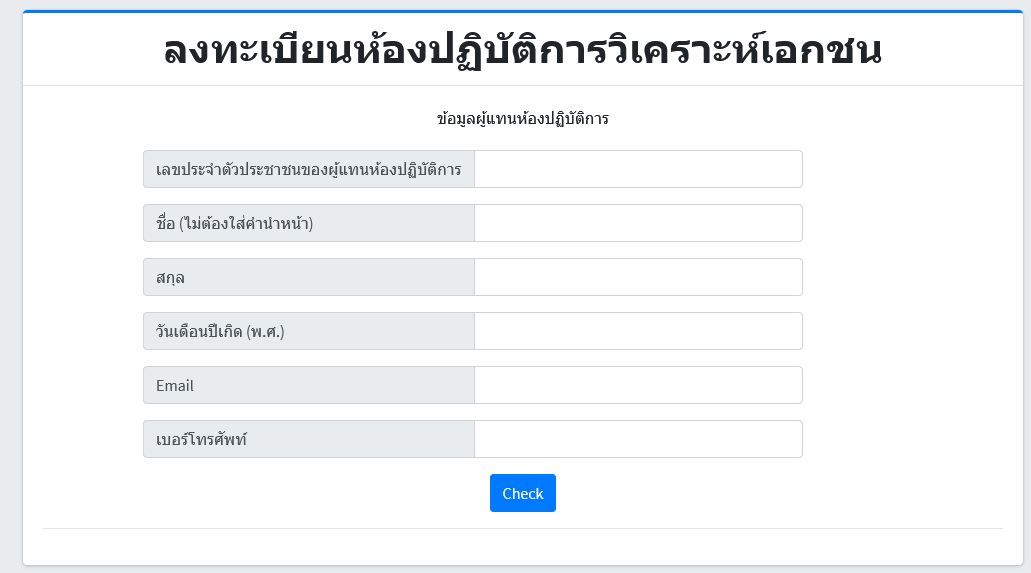 ลงทะเบียนห้องปฏิบัติการวิเคราะห์เอกชน
ข้อมูลผู้แทนห้องปฏิบัติการ
เลขประจำตัวประชาชนของผู้แทนห้องปฏิบัติการ
ชื่อ (ไม่ต้องใส่คำนำหน้า)
สกุล
วันเดือนปีเกิด (พ.ศ.)
Email
เบอร์โทรศัพท์
Check